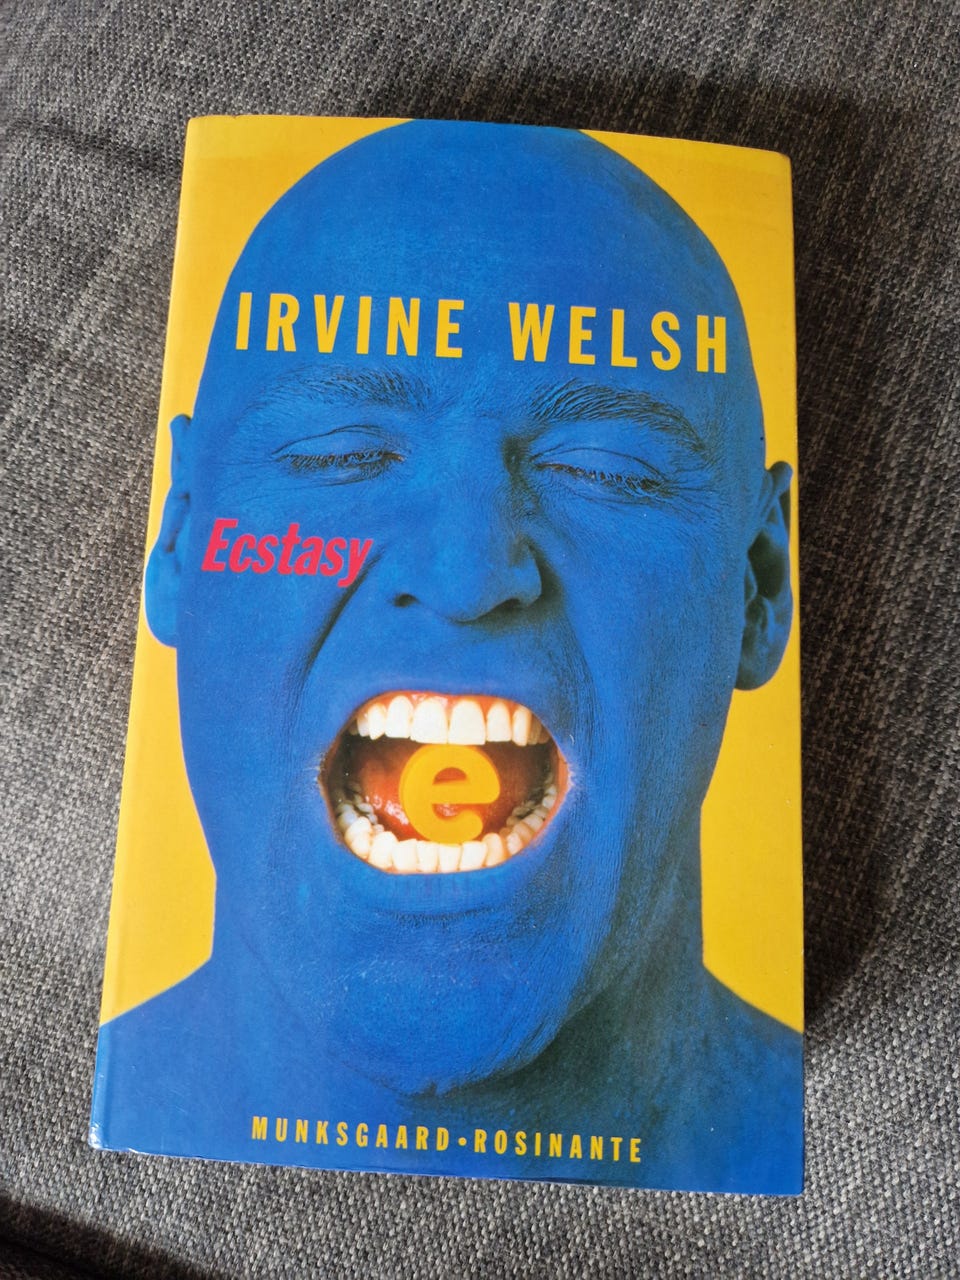 IRVINE WELSH
Ecstasy
e
MUNKSGAARD•ROSINANTE